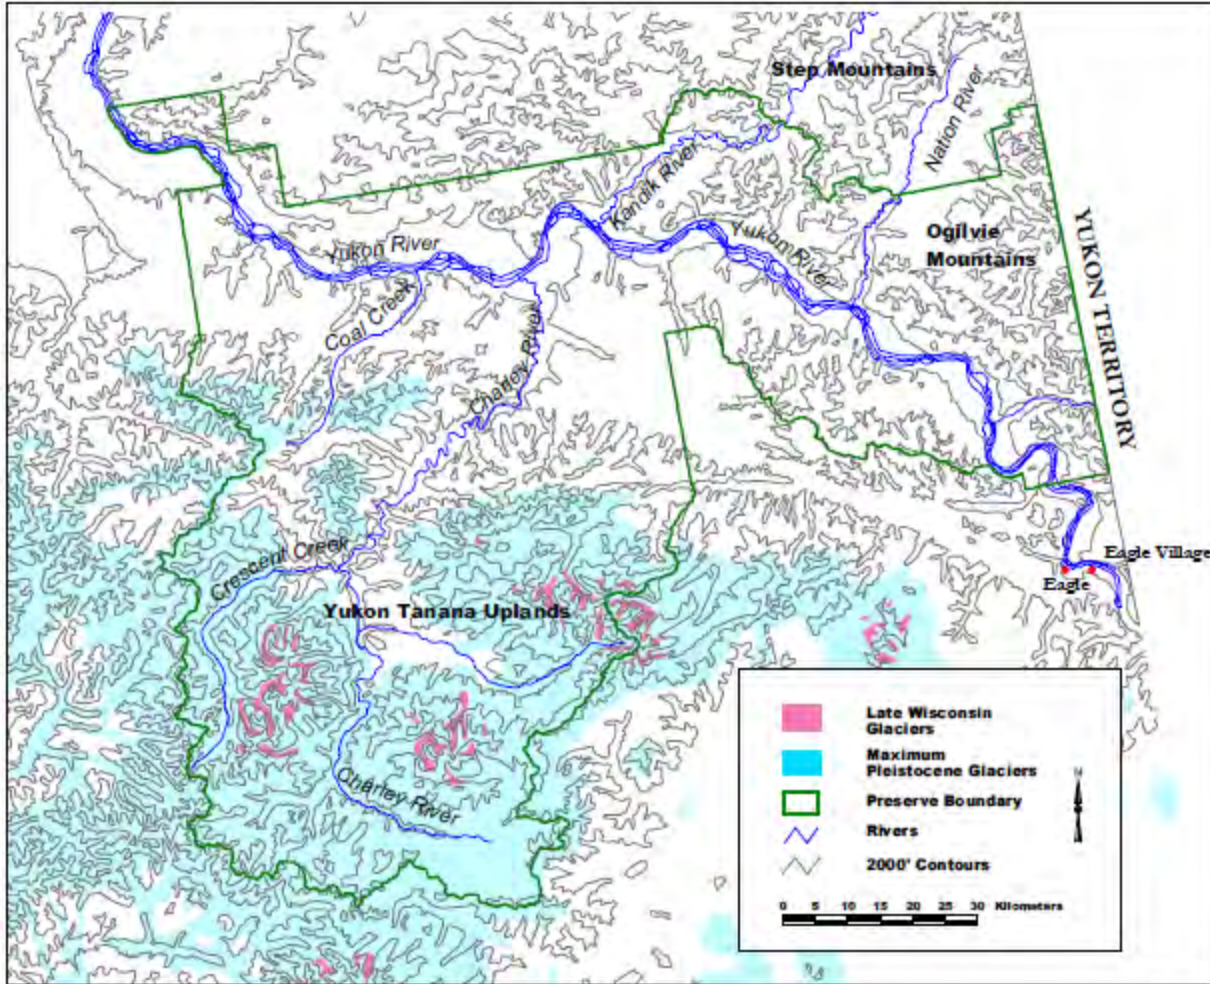 Step Mountains
Nation River
Kandik River
Yukon River
Yukon River
Ogilvie
Mountains
YUKON TERRITORY
Coal Creek
Charley River
Eagle Village
Eagle
Crescent Creek
Yukon Tanana Uplands
Charley River
Late Wisconsin
Glaciers
Maximum
Pleistocene Glaciers
Preserve Boundary
Rivers
2000' Contours
0 5 10 15 20 25 30 Kilometers